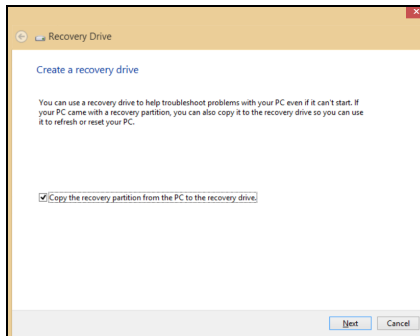 Recovery Drive
Create a recovery drive
You can use a recovery drive to help troubleshoot problems with your PC even if it can't start. If
your PC came with a recovery partition, you can also copy it to the recovery drive so you can use
it to refresh or reset your PC.
Copy the recovery partition from the PC to the recovery drive.
Next Cancel